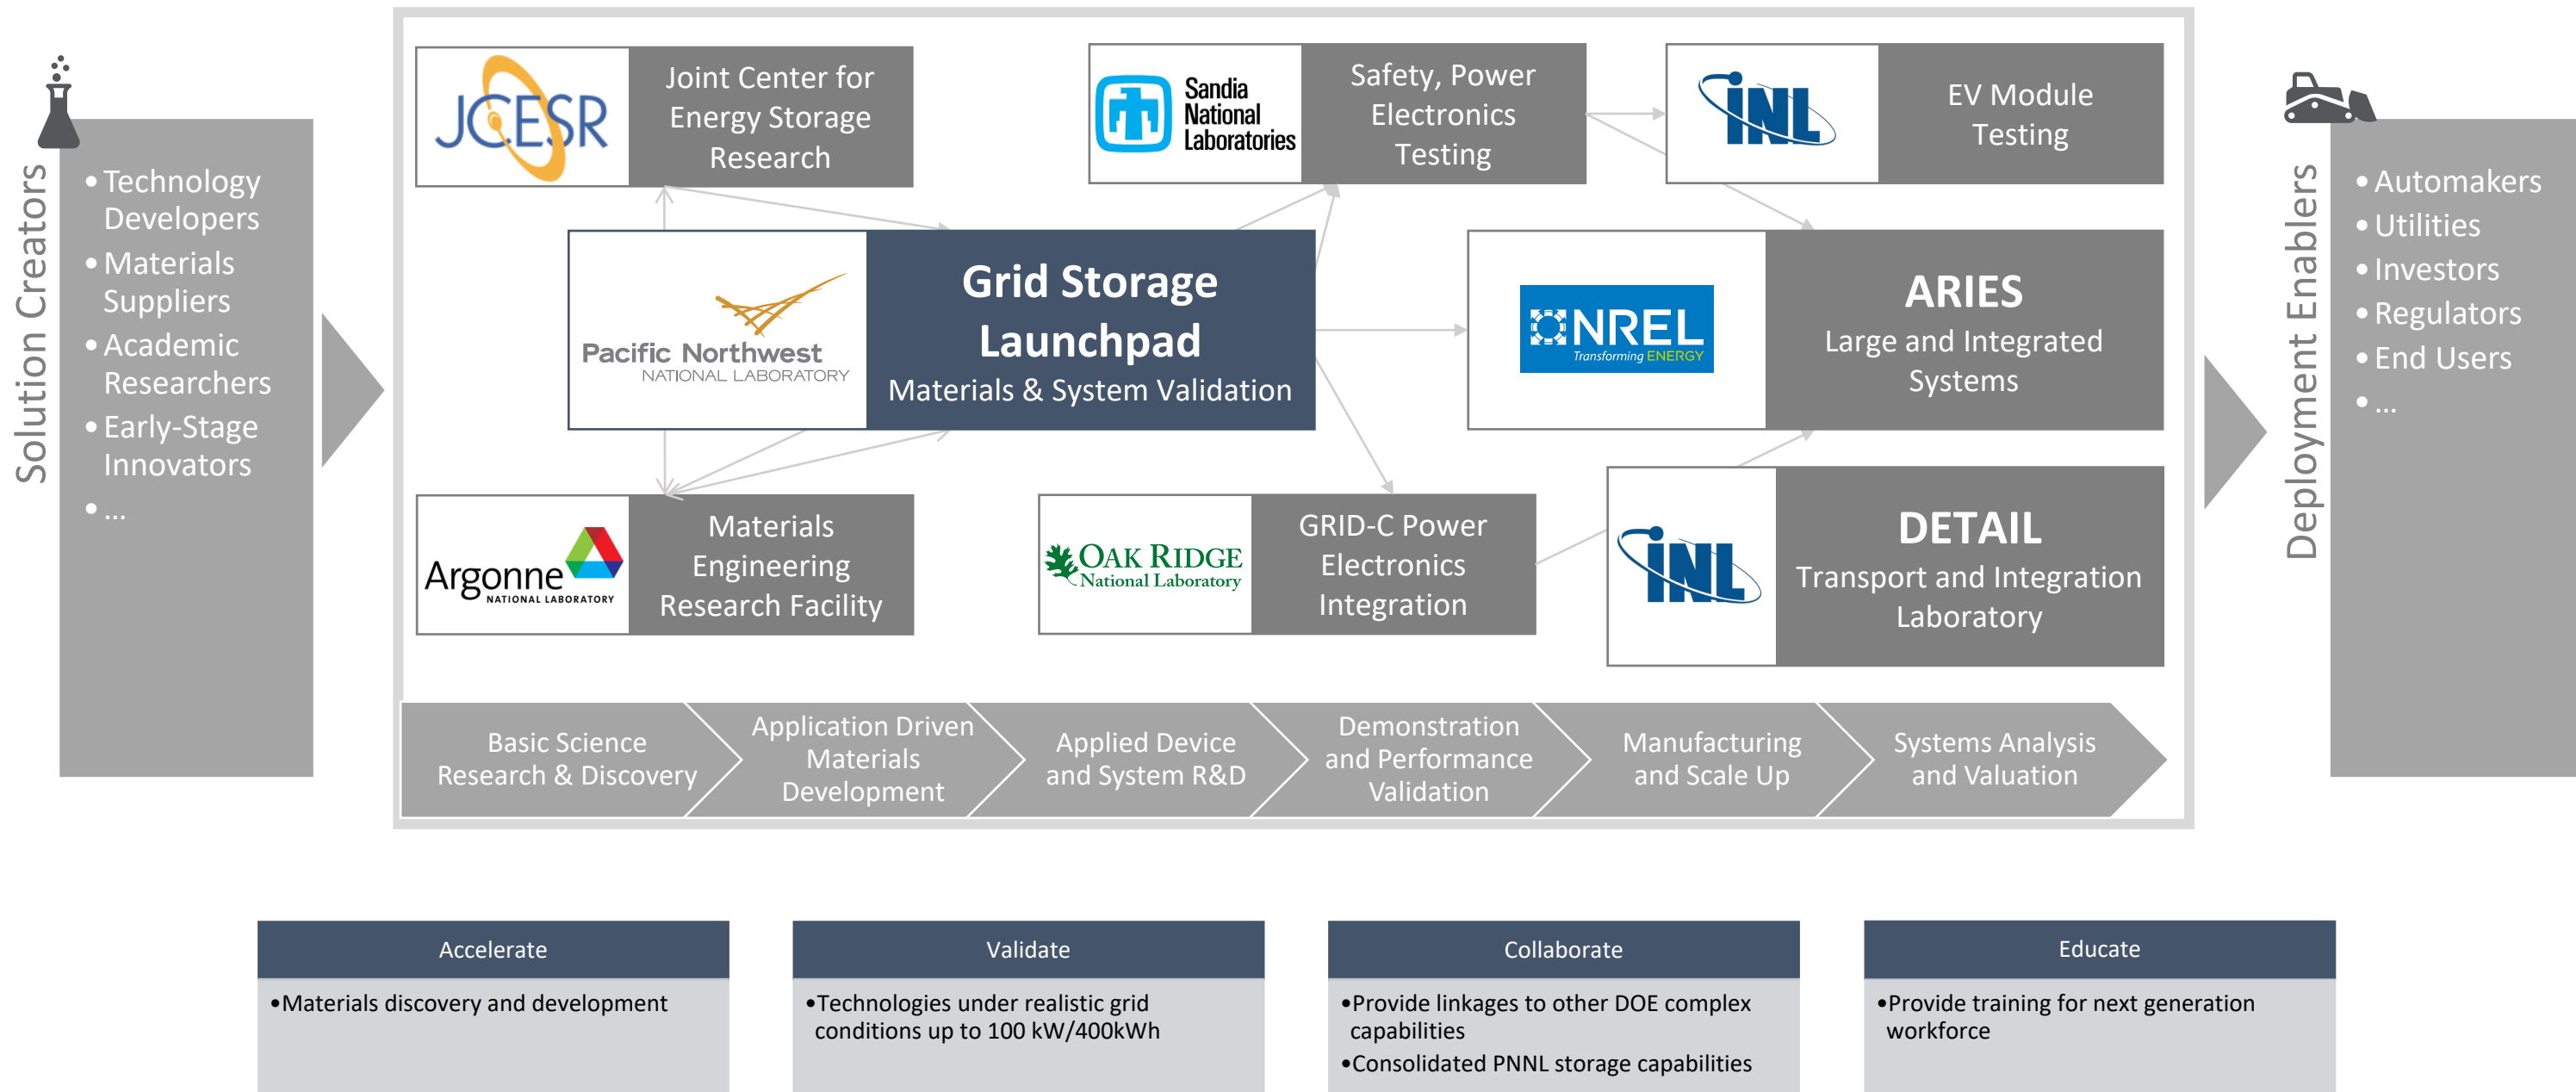 Solution Creators
•Technology
Developers
•Materials
Suppliers
•Academic
Researchers
•Early-Stage
Innovators
•...
JCESR
Joint Center for
Energy Storage
Research
Sandia
National
Laboratories
Safety, Power
Electronics
Testing
INL
EV Module
Testing
Pacific Northwest
NATIONAL LABORATORY
Grid Storage
Launchpad
Materials & System Validation
NREL
Transforming ENERGY
ARIES
Large and Integrated
Systems
Argonne
NATIONAL LABORATORY
Materials
Engineering
Research Facility
OAK RIDGE
National Laboratory
GRID-C Power
Electronics
Integration
INL
DETAIL
Transport and Integration
Laboratory
Basic Science
Research & Discovery
Application Driven
Materials
Development
Applied Device
and System R&D
Demonstration
and Performance
Validation
Manufacturing
and Scale Up
Systems Analysis
and Valuation
Deployment Enablers
•Automakers
•Utilities
•Investors
•Regulators
•End Users
•...
Accelerate
•Materials discovery and development
Validate
•Technologies under realistic grid
conditions up to 100 kW/400kWh
Collaborate
•Provide linkages to other DOE complex
capabilities
•Consolidated PNNL storage capabilities
Educate
•Provide training for next generation
workforce